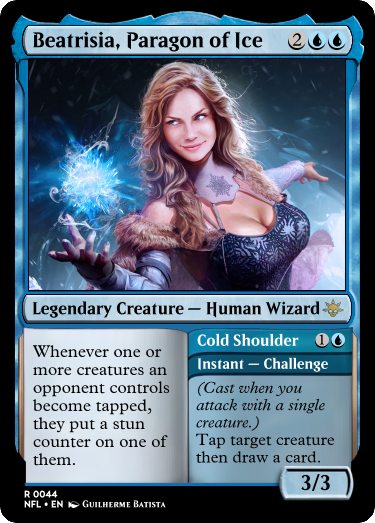 Beatrisia, Paragon of Ice 2
Legendary Creature — Human Wizard
Whenever one or
more creatures an
opponent controls
become tapped,
they put a stun
counter on one of
them.
Cold Shoulder 1
Instant — Challenge
(Cast when you
attack with a single
creature.)
Tap target creature
then draw a card.
3/3
R 0044
NFL • EN Guilherme Batista